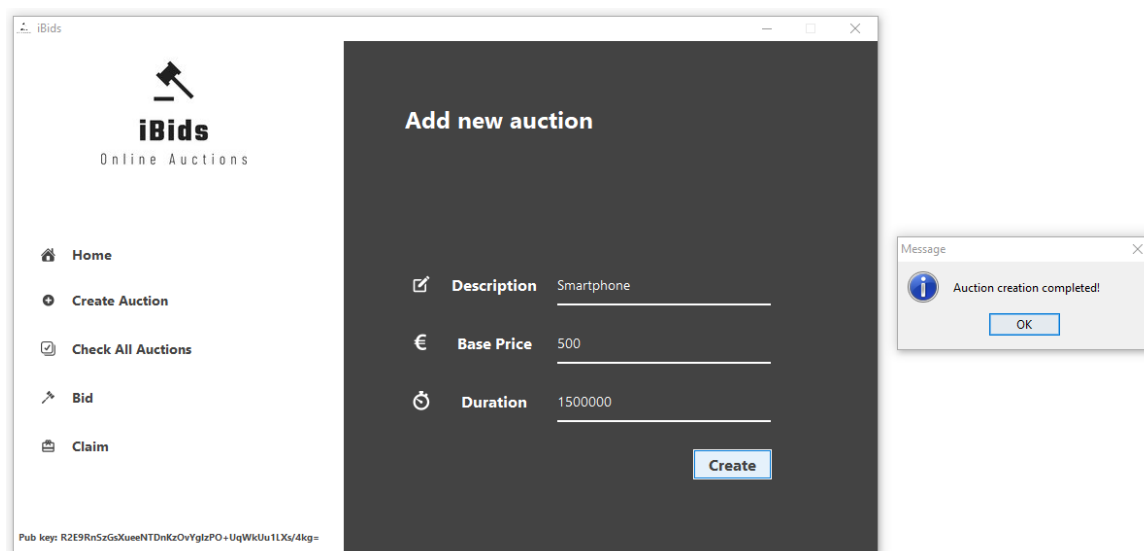 iBids
iBids
Online Auctions
Home
Create Auction
Check All Auctions
Bid
Claim
Pub key: R2E9RnSzGsXueeNTDnKzOvYglzPO+UqWkUu1LXs/4kg=
Add new auction
Description Smartphone
€ Base Price 500
Duration 1500000
Create
Message
Auction creation completed!
OK